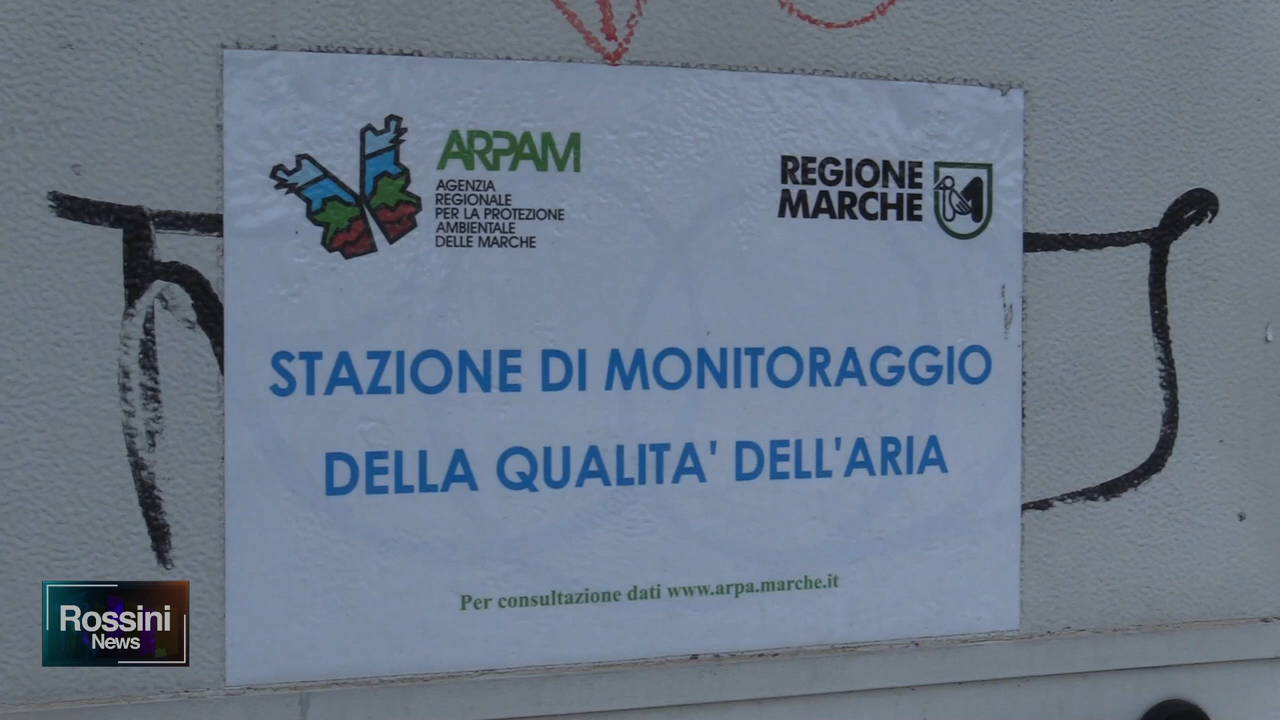 ARPAM
AGENZIA
REGIONALE
PER LA PROTEZIONE
AMBIENTALE
DELLE MARCHE
REGIONE
MARCHE
STAZIONE DI MONITORAGGIO
DELLA QUALITA' DELL'ARIA
Per consultazione dati www.arpa.marche.it
Rossini
News